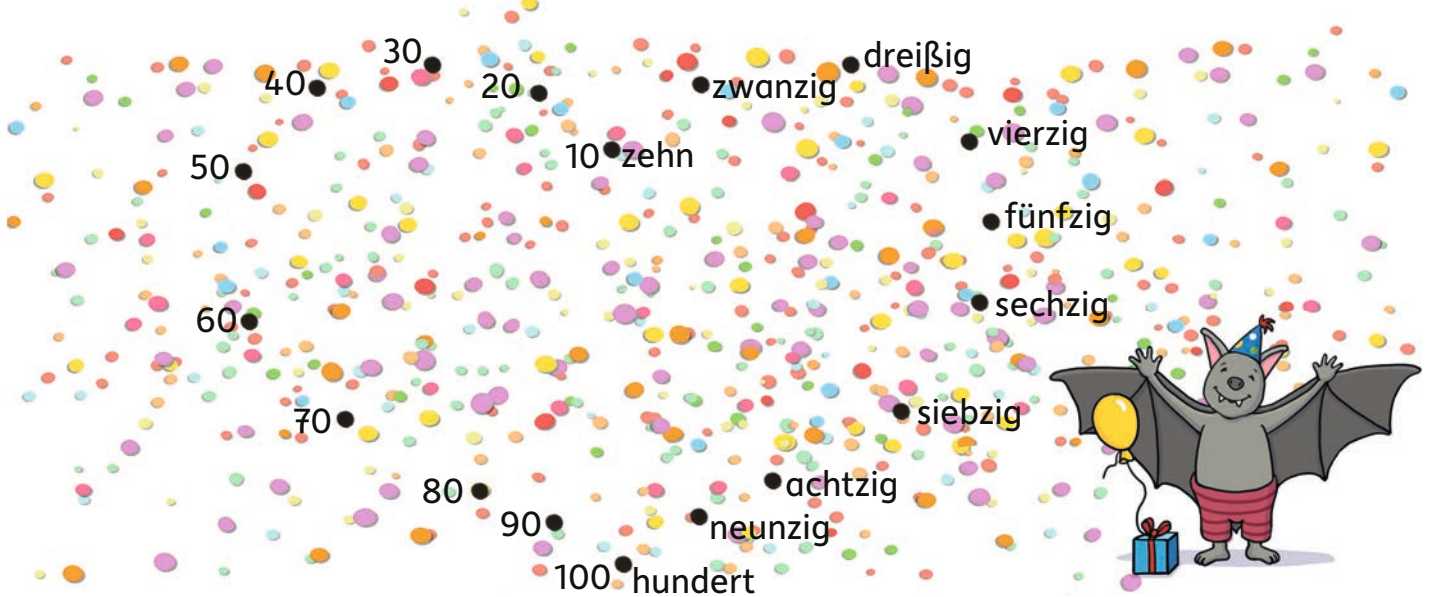 30
dreißig
40
20
zwanzig
vierzig
50
10 zehn
fünfzig
60
sechzig
70
siebzig
80
achtzig
90
neunzig
100 hundert